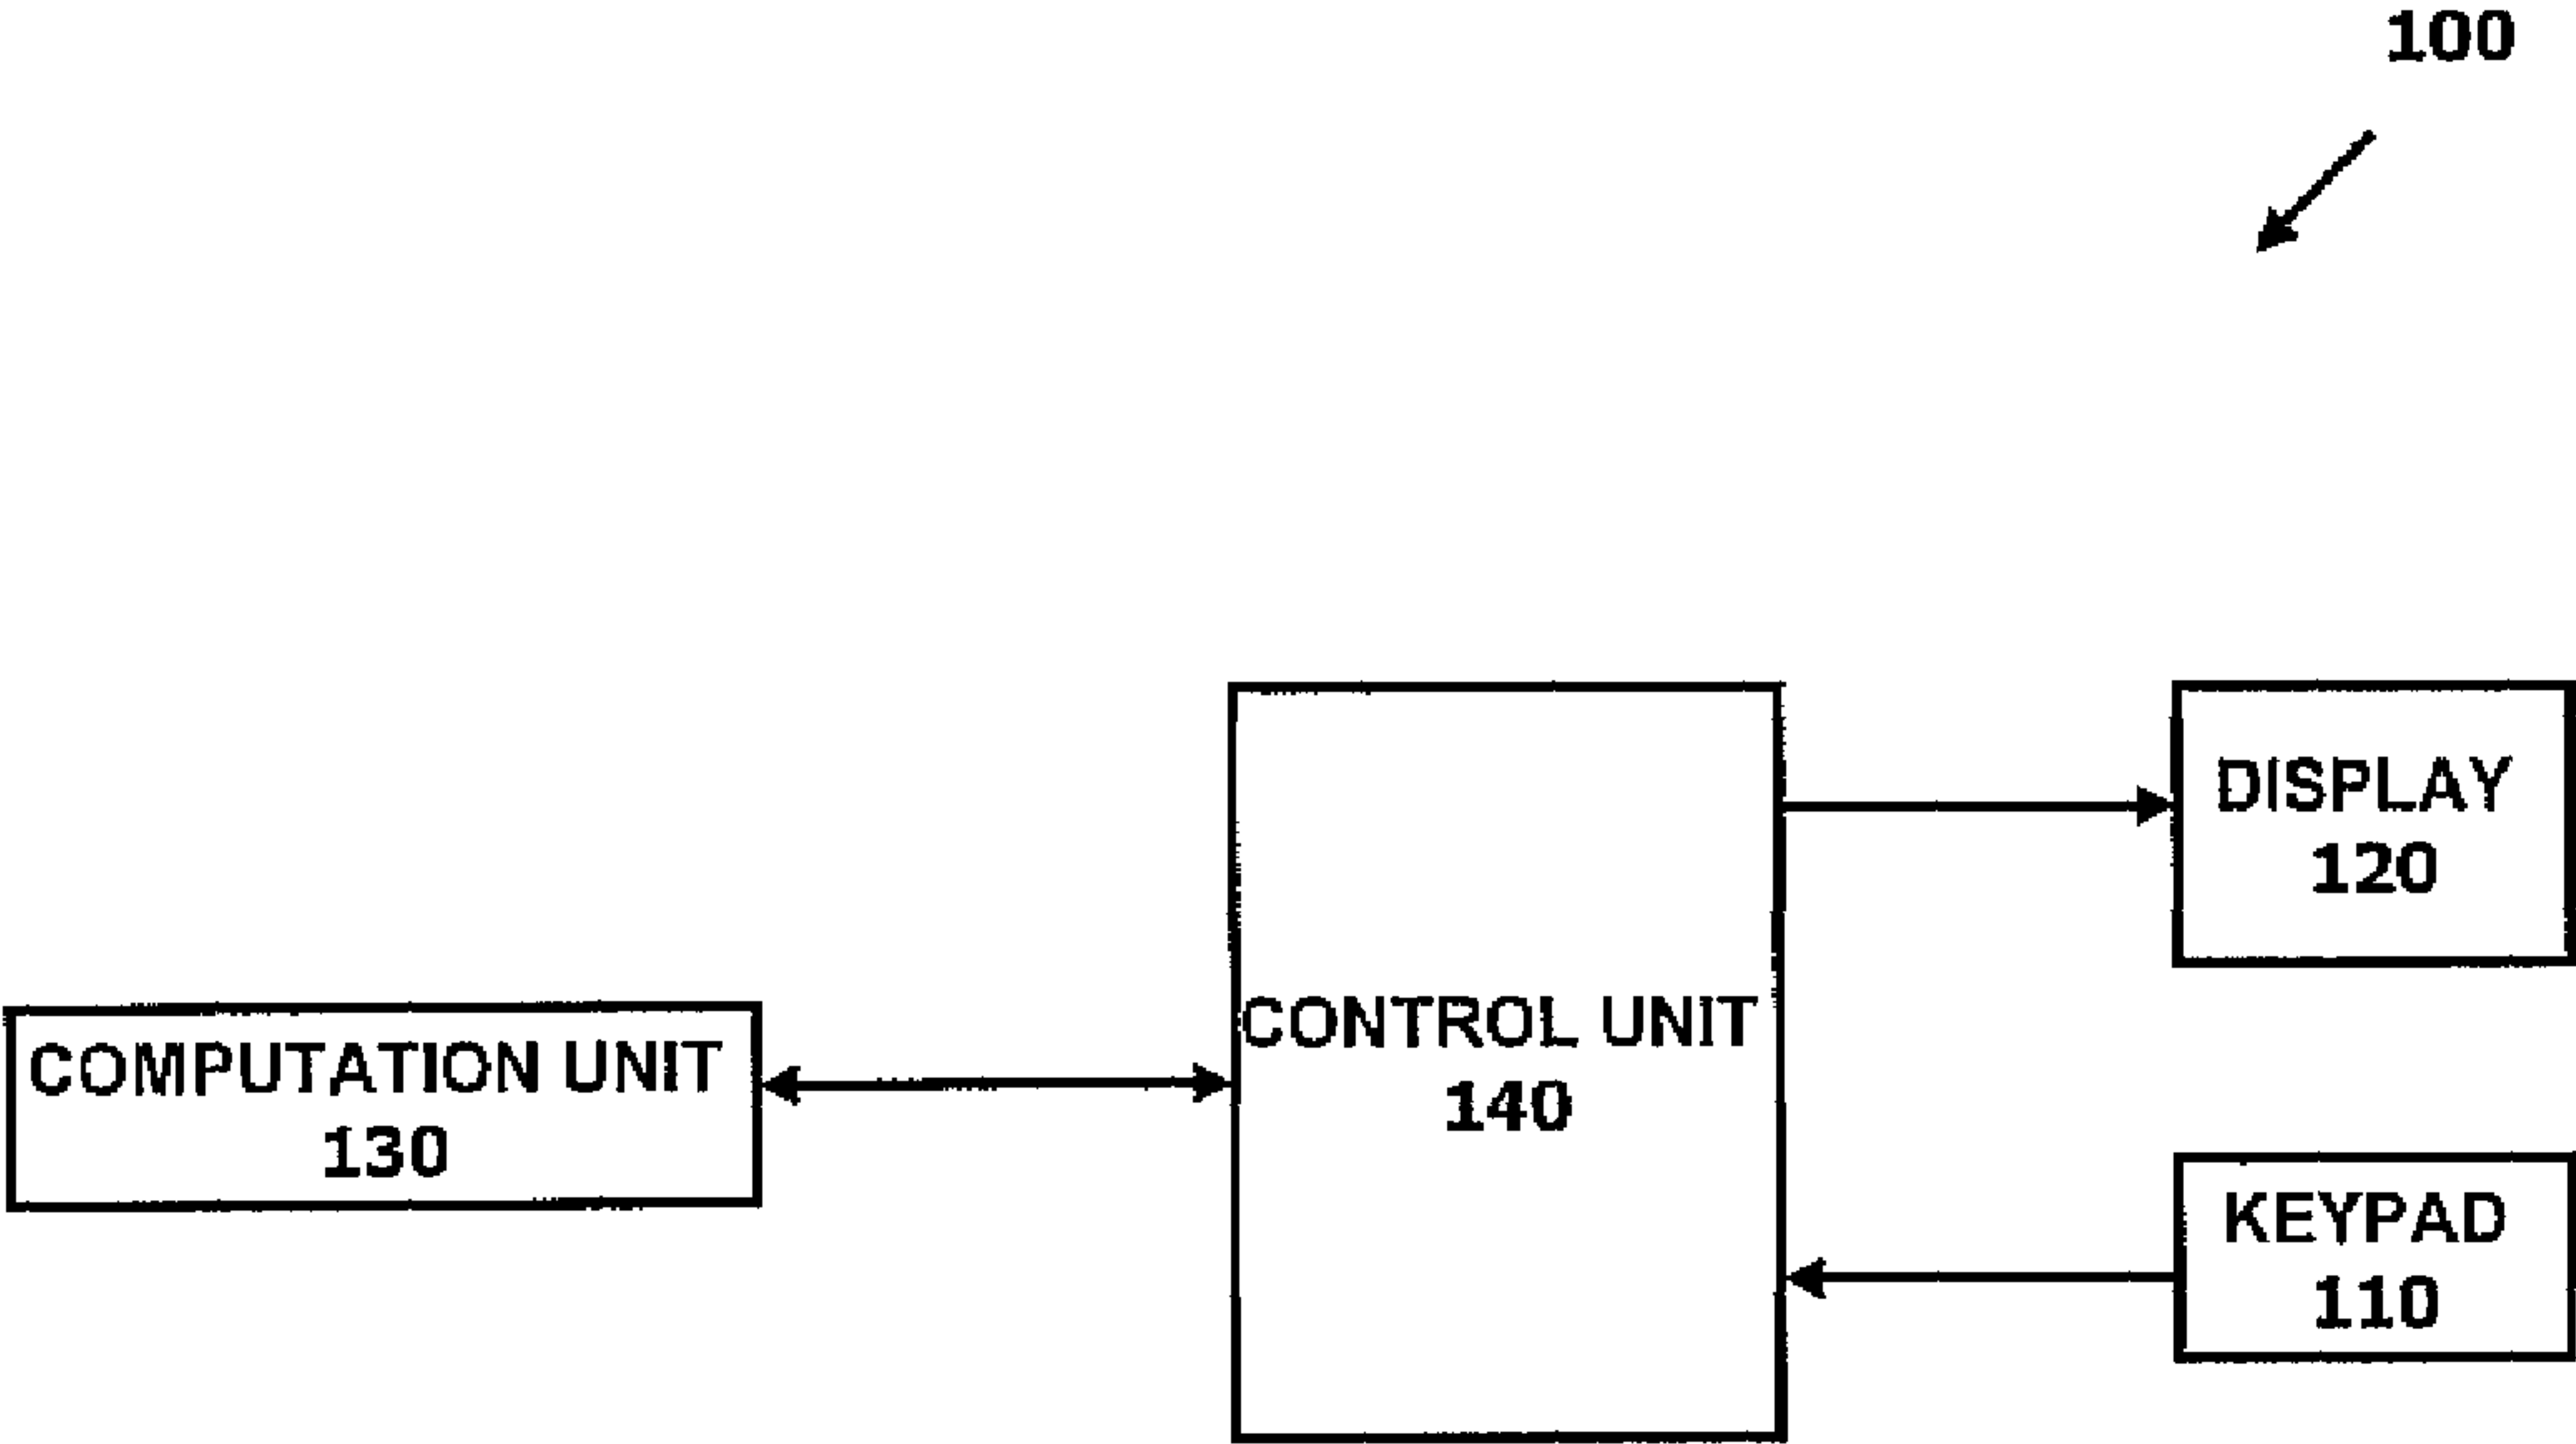 100
DISPLAY
120
CONTROL UNIT
140
COMPUTATION UNIT
130
KEYPAD
110